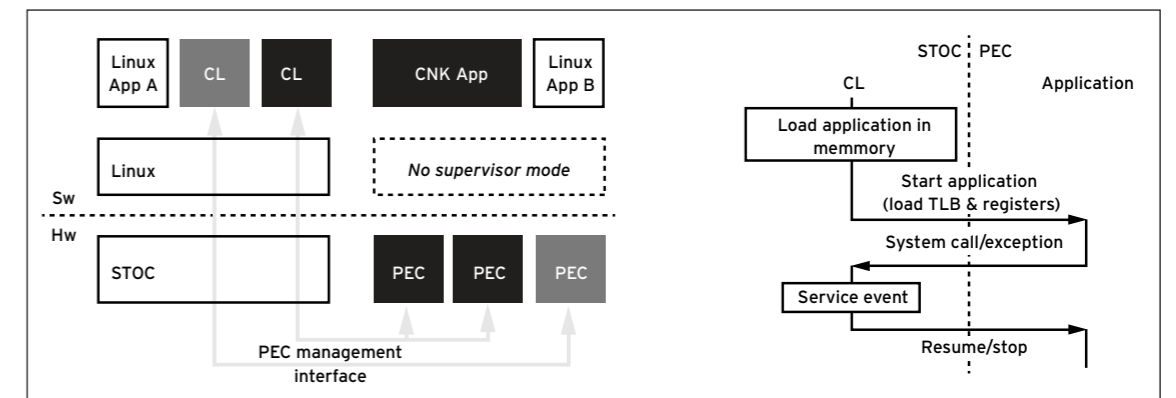 Linux
App A
CL
CL
CNK App
Linux
App B
Linux
No supervisor mode
Sw
Hw
STOC
PEC
PEC
PEC
PEC management
interface
STOC
PEC
CL
Application
Load application in
memmory
Start application
(load TLB & registers)
System call/exception
Service event
Resume/stop